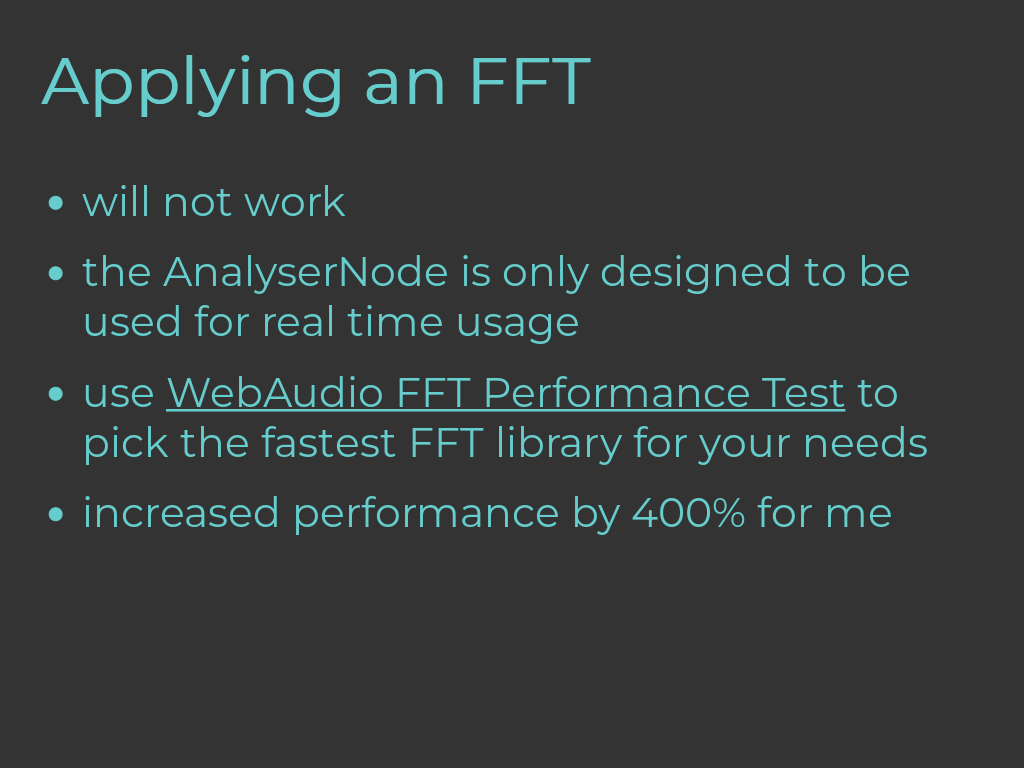 Applying an FFT
• will not work
• the AnalyserNode is only designed to be
used for real time usage
• use WebAudio FFT Performance Test to
pick the fastest FFT library for your needs
• increased performance by 400% for me